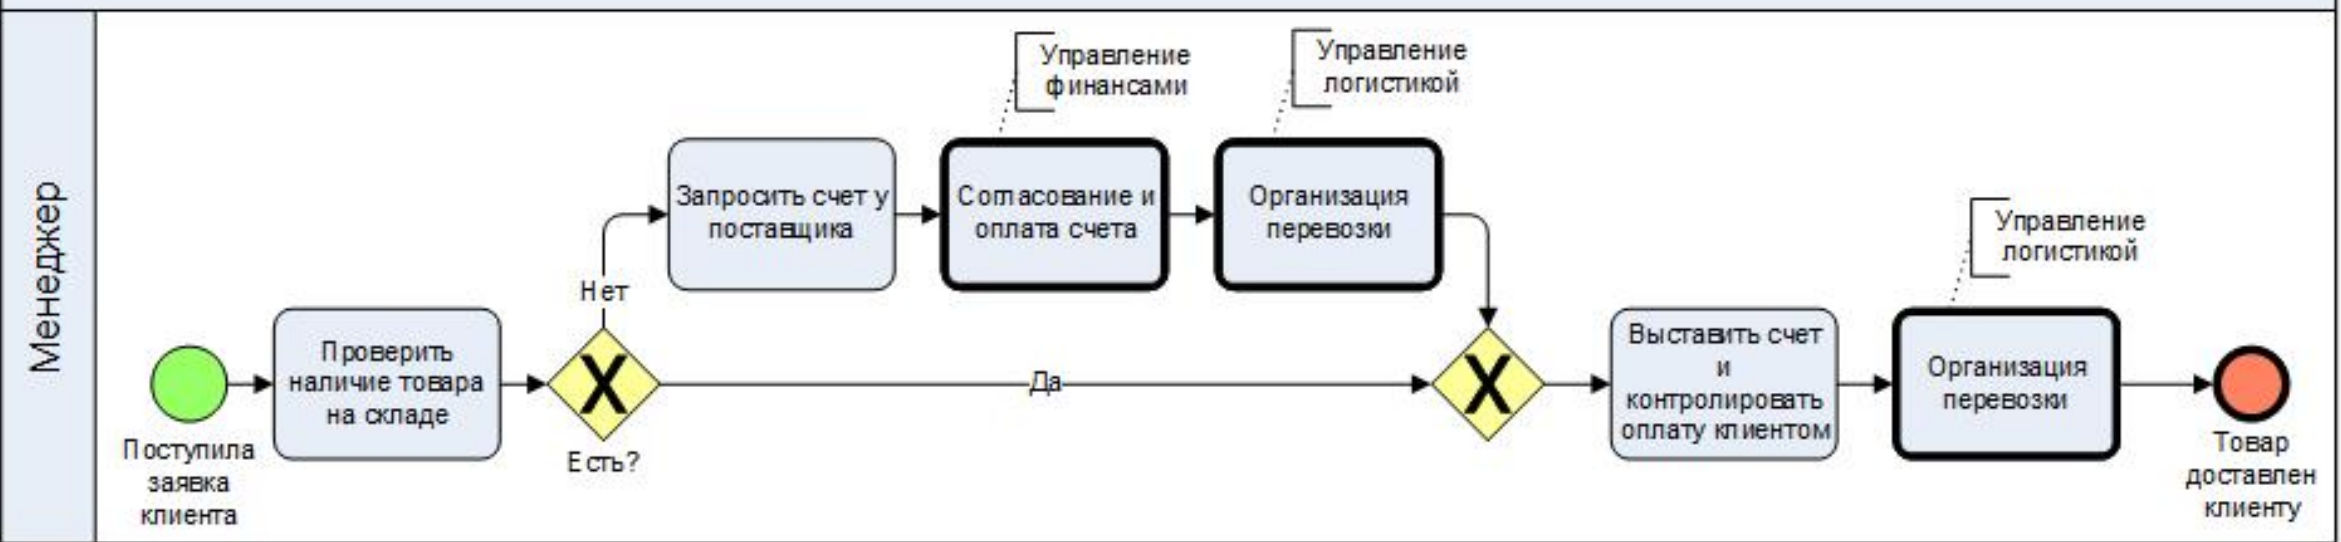 Менеджер
Поступила
заявка
клиента
Проверить
наличие товара
на складе
Есть?
Нет
Да
Запросить счет у
поставщика
Управление
финансами
Согласование и
оплата счета
Управление
логистикой
Организация
перевозки
Выставить счет
и
контролировать
оплату клиентом
Управление
логистикой
Организация
перевозки
Товар
доставлен
клиенту